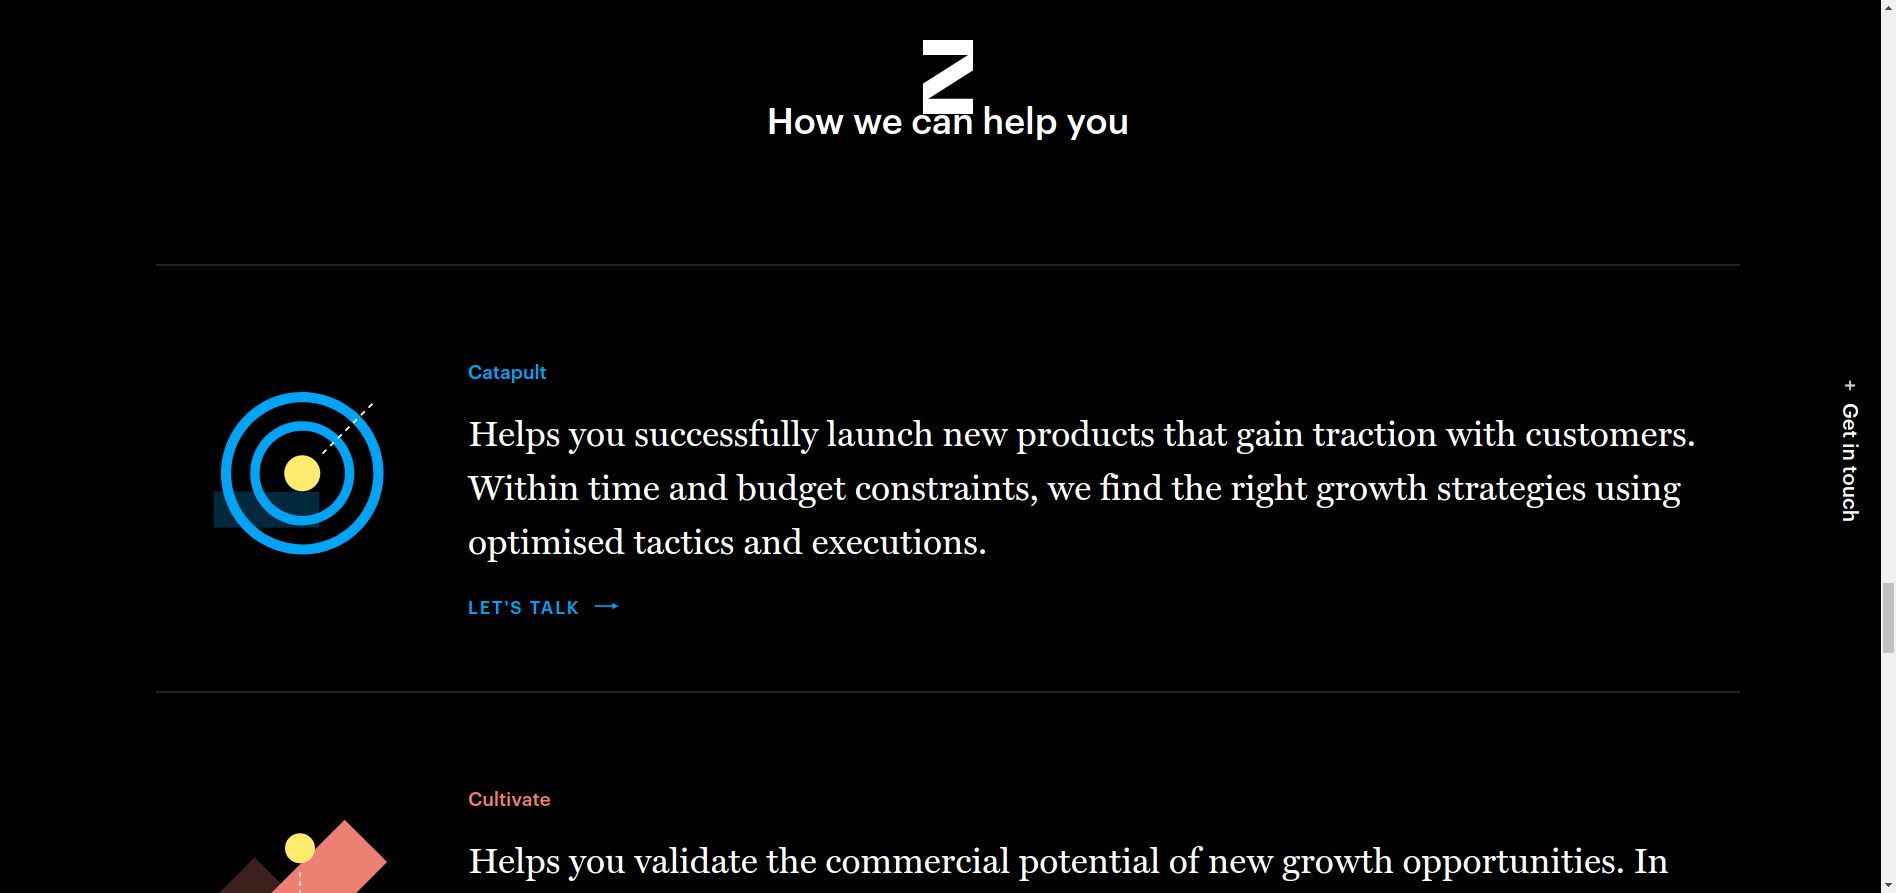 Z
How we can help you
Catapult
Helps you successfully launch new products that gain traction with customers.
Within time and budget constraints, we find the right growth strategies using
optimised tactics and executions.
LET'S TALK
+ Get in touch
Cultivate
Helps you validate the commercial potential of new growth opportunities. In